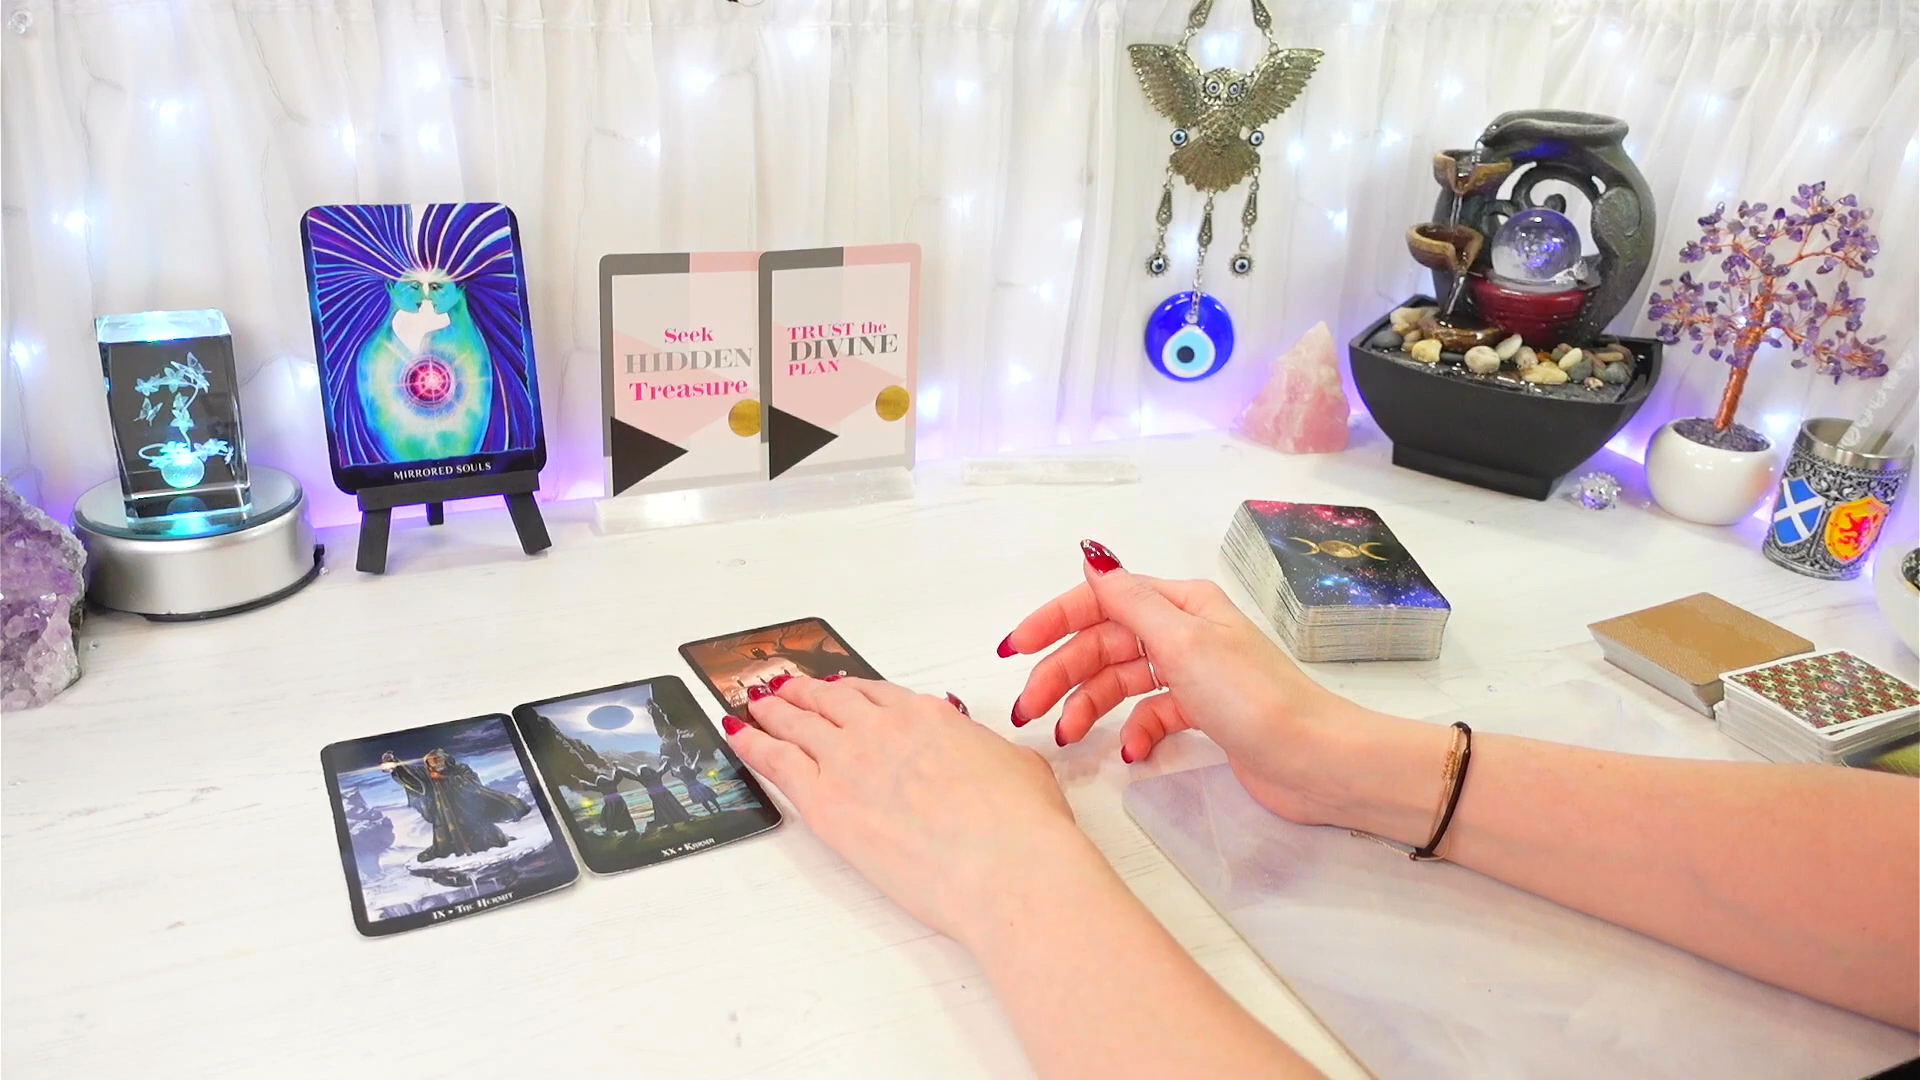 MIRRORED SOULS
Seek
HIDDEN
Treasure
TRUST the
DIVINE
PLAN
IX • The Hermit
XX • Karma